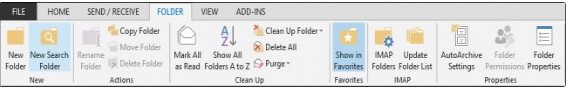 FILE HOME SEND / RECEIVE FOLDER VIEW ADD-INS
New Folder
New Search Folder
New
Rename Folder
Copy Folder
Move Folder
Delete Folder
Actions
Mark All as Read
Show All Folders A to Z
Clean Up Folder
Delete All
Purge
Clean Up
Show in Favorites
Favorites
IMAP Folders
Update Folder List
IMAP
AutoArchive Settings
Folder Permissions
Folder Properties
Properties